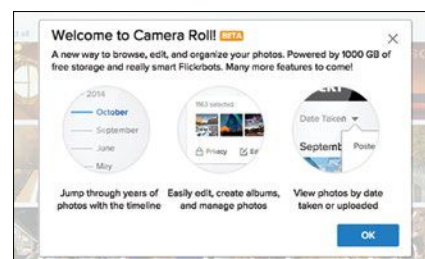 Welcome to Camera Roll! BETA
A new way to browse, edit, and organize your photos. Powered by 1000 GB of
free storage and really smart Flickrbots. Many more features to come!
2014
October
September
June
May
1163 selected
Privacy
Date Taken
Septemb
Poste
Jump through years of
photos with the timeline
Easily edit, create albums,
and manage photos
View photos by date
taken or uploaded
OK